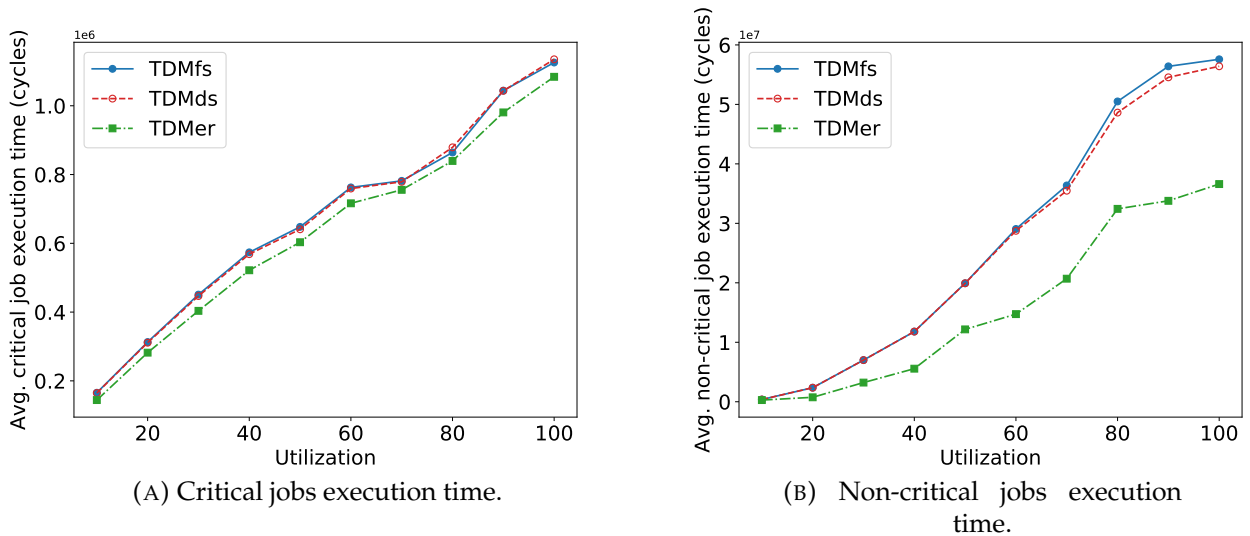 Avg. critical job execution time (cycles)
1e6
TDMfs
TDMds
TDMer
1.0
0.8
0.6
0.4
0.2
20 40 60 80 100
Utilization
(A) Critical jobs execution time.
Avg. non-critical job execution time (cycles)
1e7
TDMfs
TDMds
TDMer
6
5
4
3
2
1
0
20 40 60 80 100
Utilization
(B) Non-critical jobs execution
time.